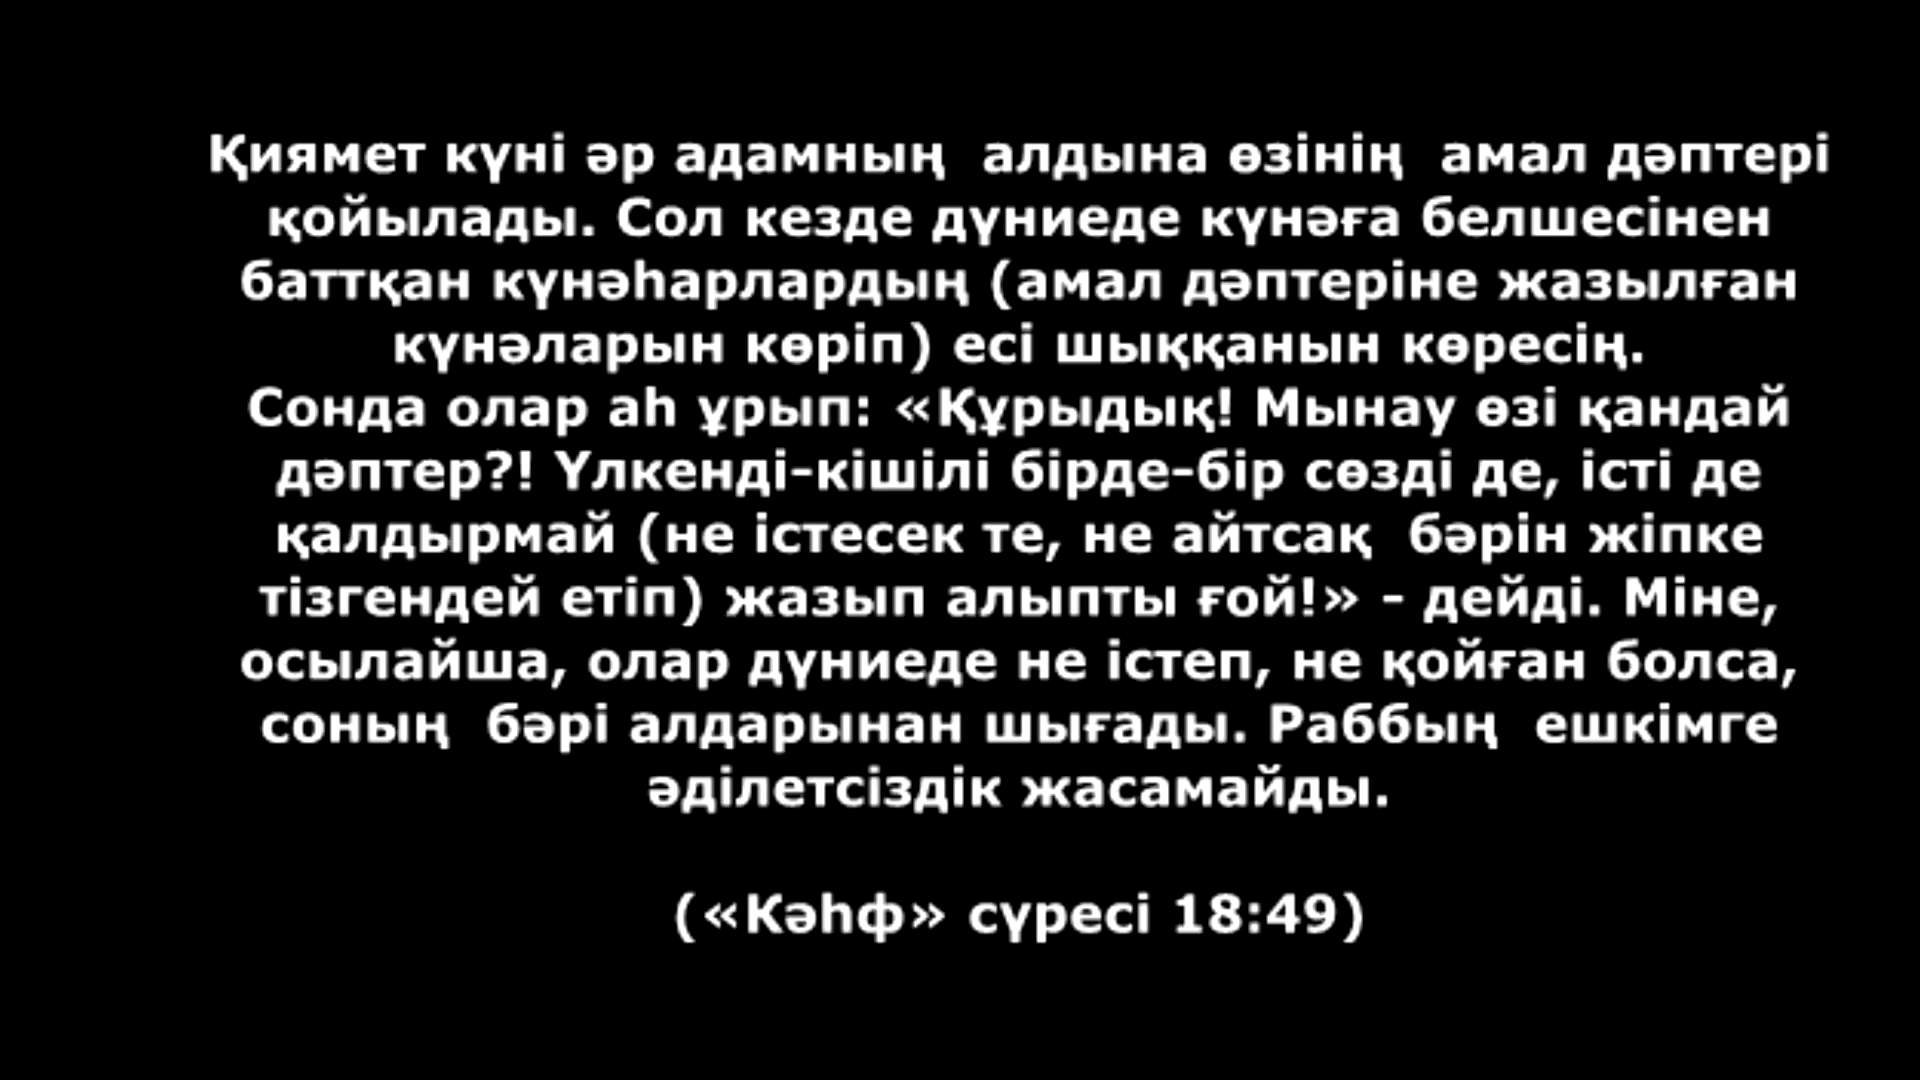 Қиямет күні әр адамның алдына өзінің амал дәптері
қойылады. Сол кезде дүниеде күнәға белшесінен
баттқан күнәһарлардың (амал дәптеріне жазылған
күнәларын көріп) есі шыққанын көресің.
Сонда олар аһ ұрып: «Құрыдық! Мынау өзі қандай
дәптер?! Үлкенді-кішілі бірде-бір сөзді де, істі де
қалдырмай (не істесек те, не айтсақ бәрін жіпке
тізгендей етіп) жазып алыпты ғой!» - дейді. Міне,
осылайша, олар дүниеде не істеп, не қойған болса,
соның бәрі алдарынан шығады. Раббың ешкімге
әділетсіздік жасамайды.
(«Кәһф» сүресі 18:49)